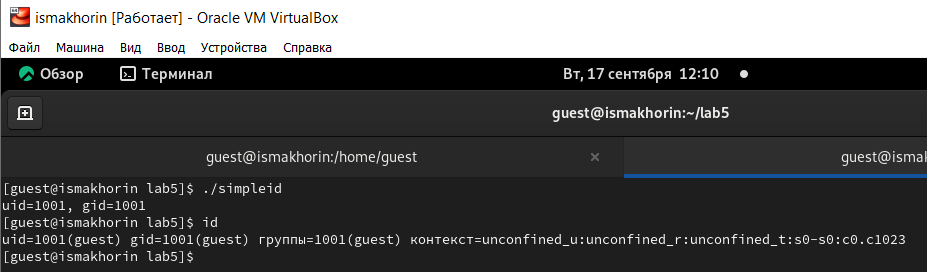 ismakhorin [Работает] - Oracle VM VirtualBox
Файл Машина Вид Ввод Устройства Справка
Обзор Терминал Вт, 17 сентября 12:10
guest@ismakhorin:~/lab5
guest@ismakhorin:/home/guest × guest@ismak
[guest@ismakhorin lab5]$ ./simpleid
uid=1001, gid=1001
[guest@ismakhorin lab5]$ id
uid=1001(guest) gid=1001(guest) группы=1001(guest) контекст=unconfined_u:unconfined_r:unconfined_t:s0-s0:c0.c1023
[guest@ismakhorin lab5]$